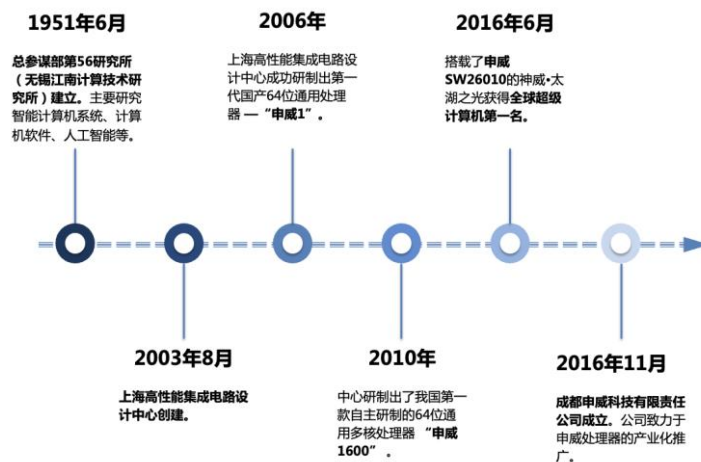 1951年6月
总参谋部第56研究所
（无锡江南计算技术研
究所）建立。主要研究
智能计算机系统、计算
机软件、人工智能等。
2003年8月
上海高性能集成电路设
计中心创建。
2006年
上海高性能集成电路设
计中心成功研制出第一
代国产64位通用处理
器 — “申威1” 。
2010年
中心研制出了我国第一
款自主研制的64位通
用多核处理器 “申威
1600” 。
2016年6月
搭载了申威
SW26010的神威•太
湖之光获得全球超级
计算机第一名。
2016年11月
成都申威科技有限责任
公司成立。公司致力于
申威处理器的产业化推
广。